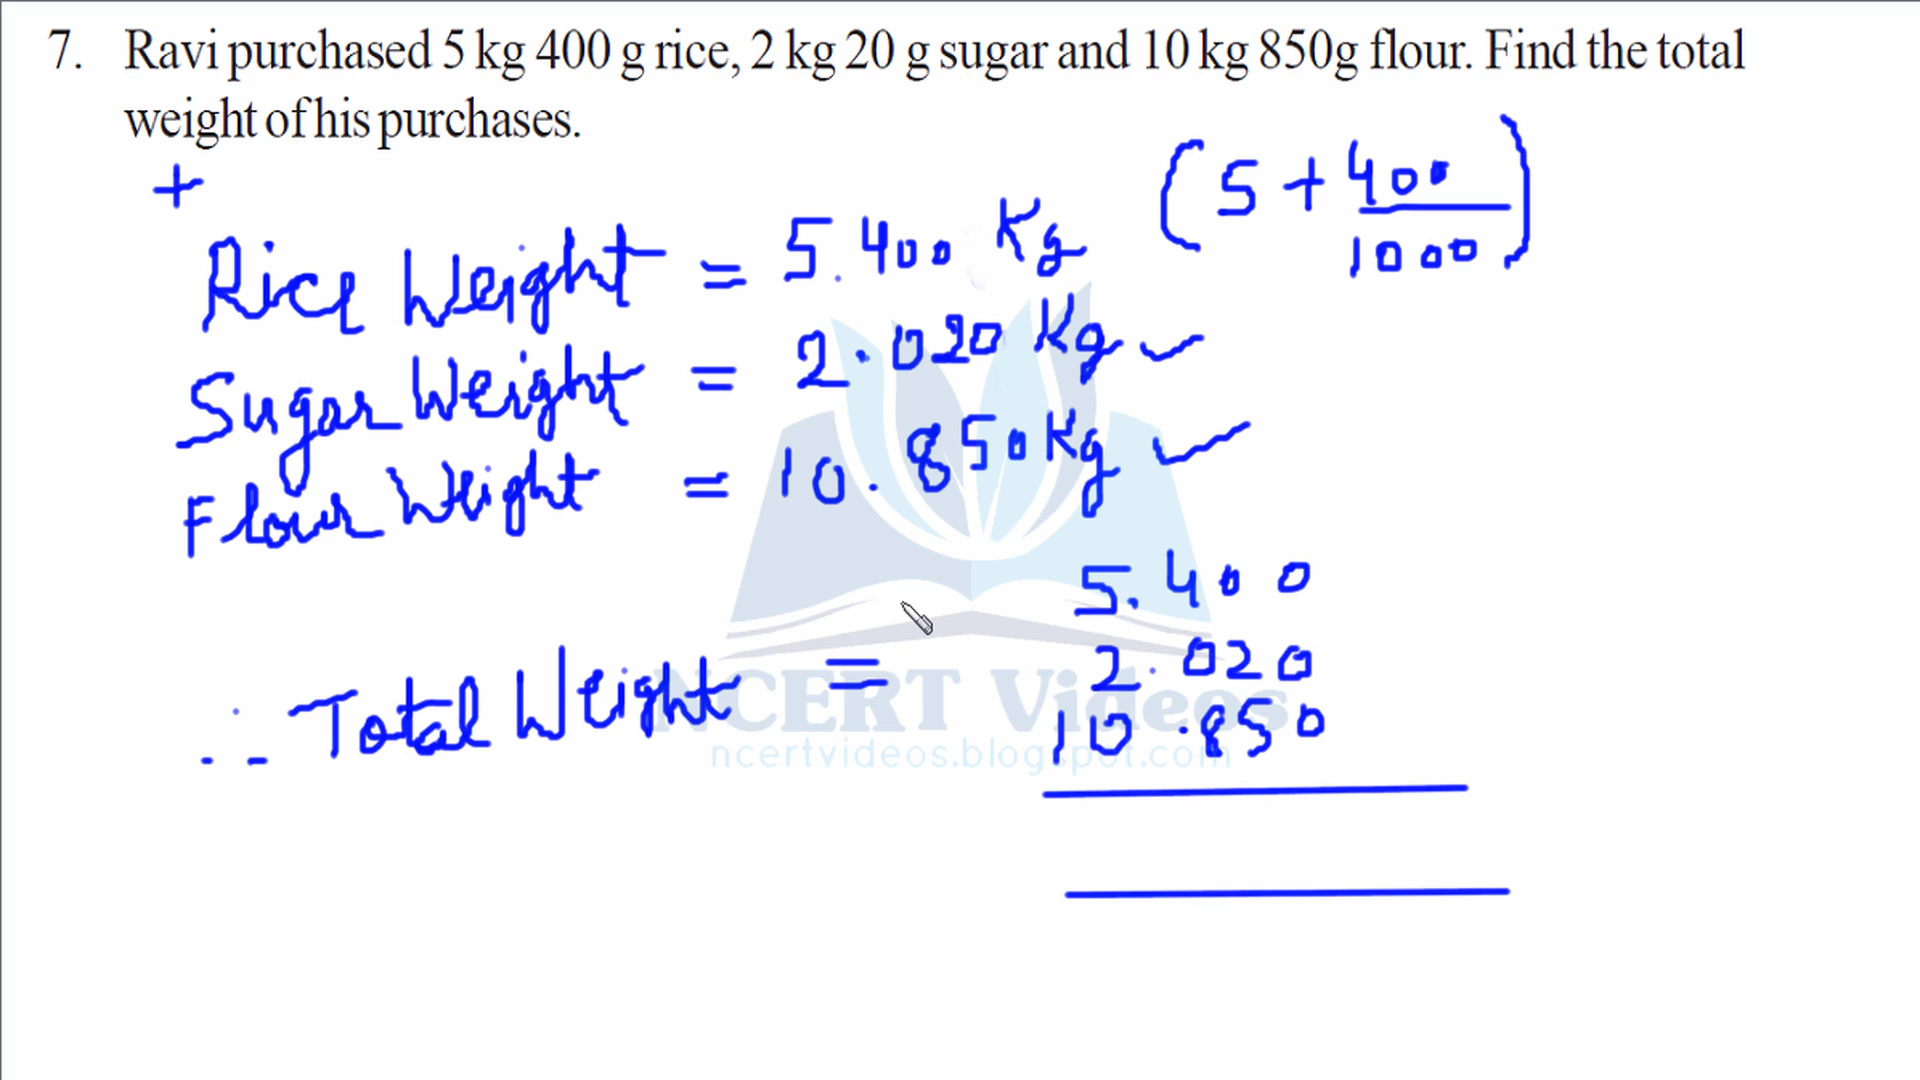 7. Ravi purchased 5 kg 400 g rice, 2 kg 20 g sugar and 10 kg 850g flour. Find the total
weight of his purchases.
+
(5 + 400/1000)
Rice Weight = 5.400 Kg
Sugar Weight = 2.020 Kg ✓
Flour Weight = 10.850 Kg ✓
5.400
2.020
∴ Total Weight =
10.850
NCERT Videos
ncertvideos.blogspot.com